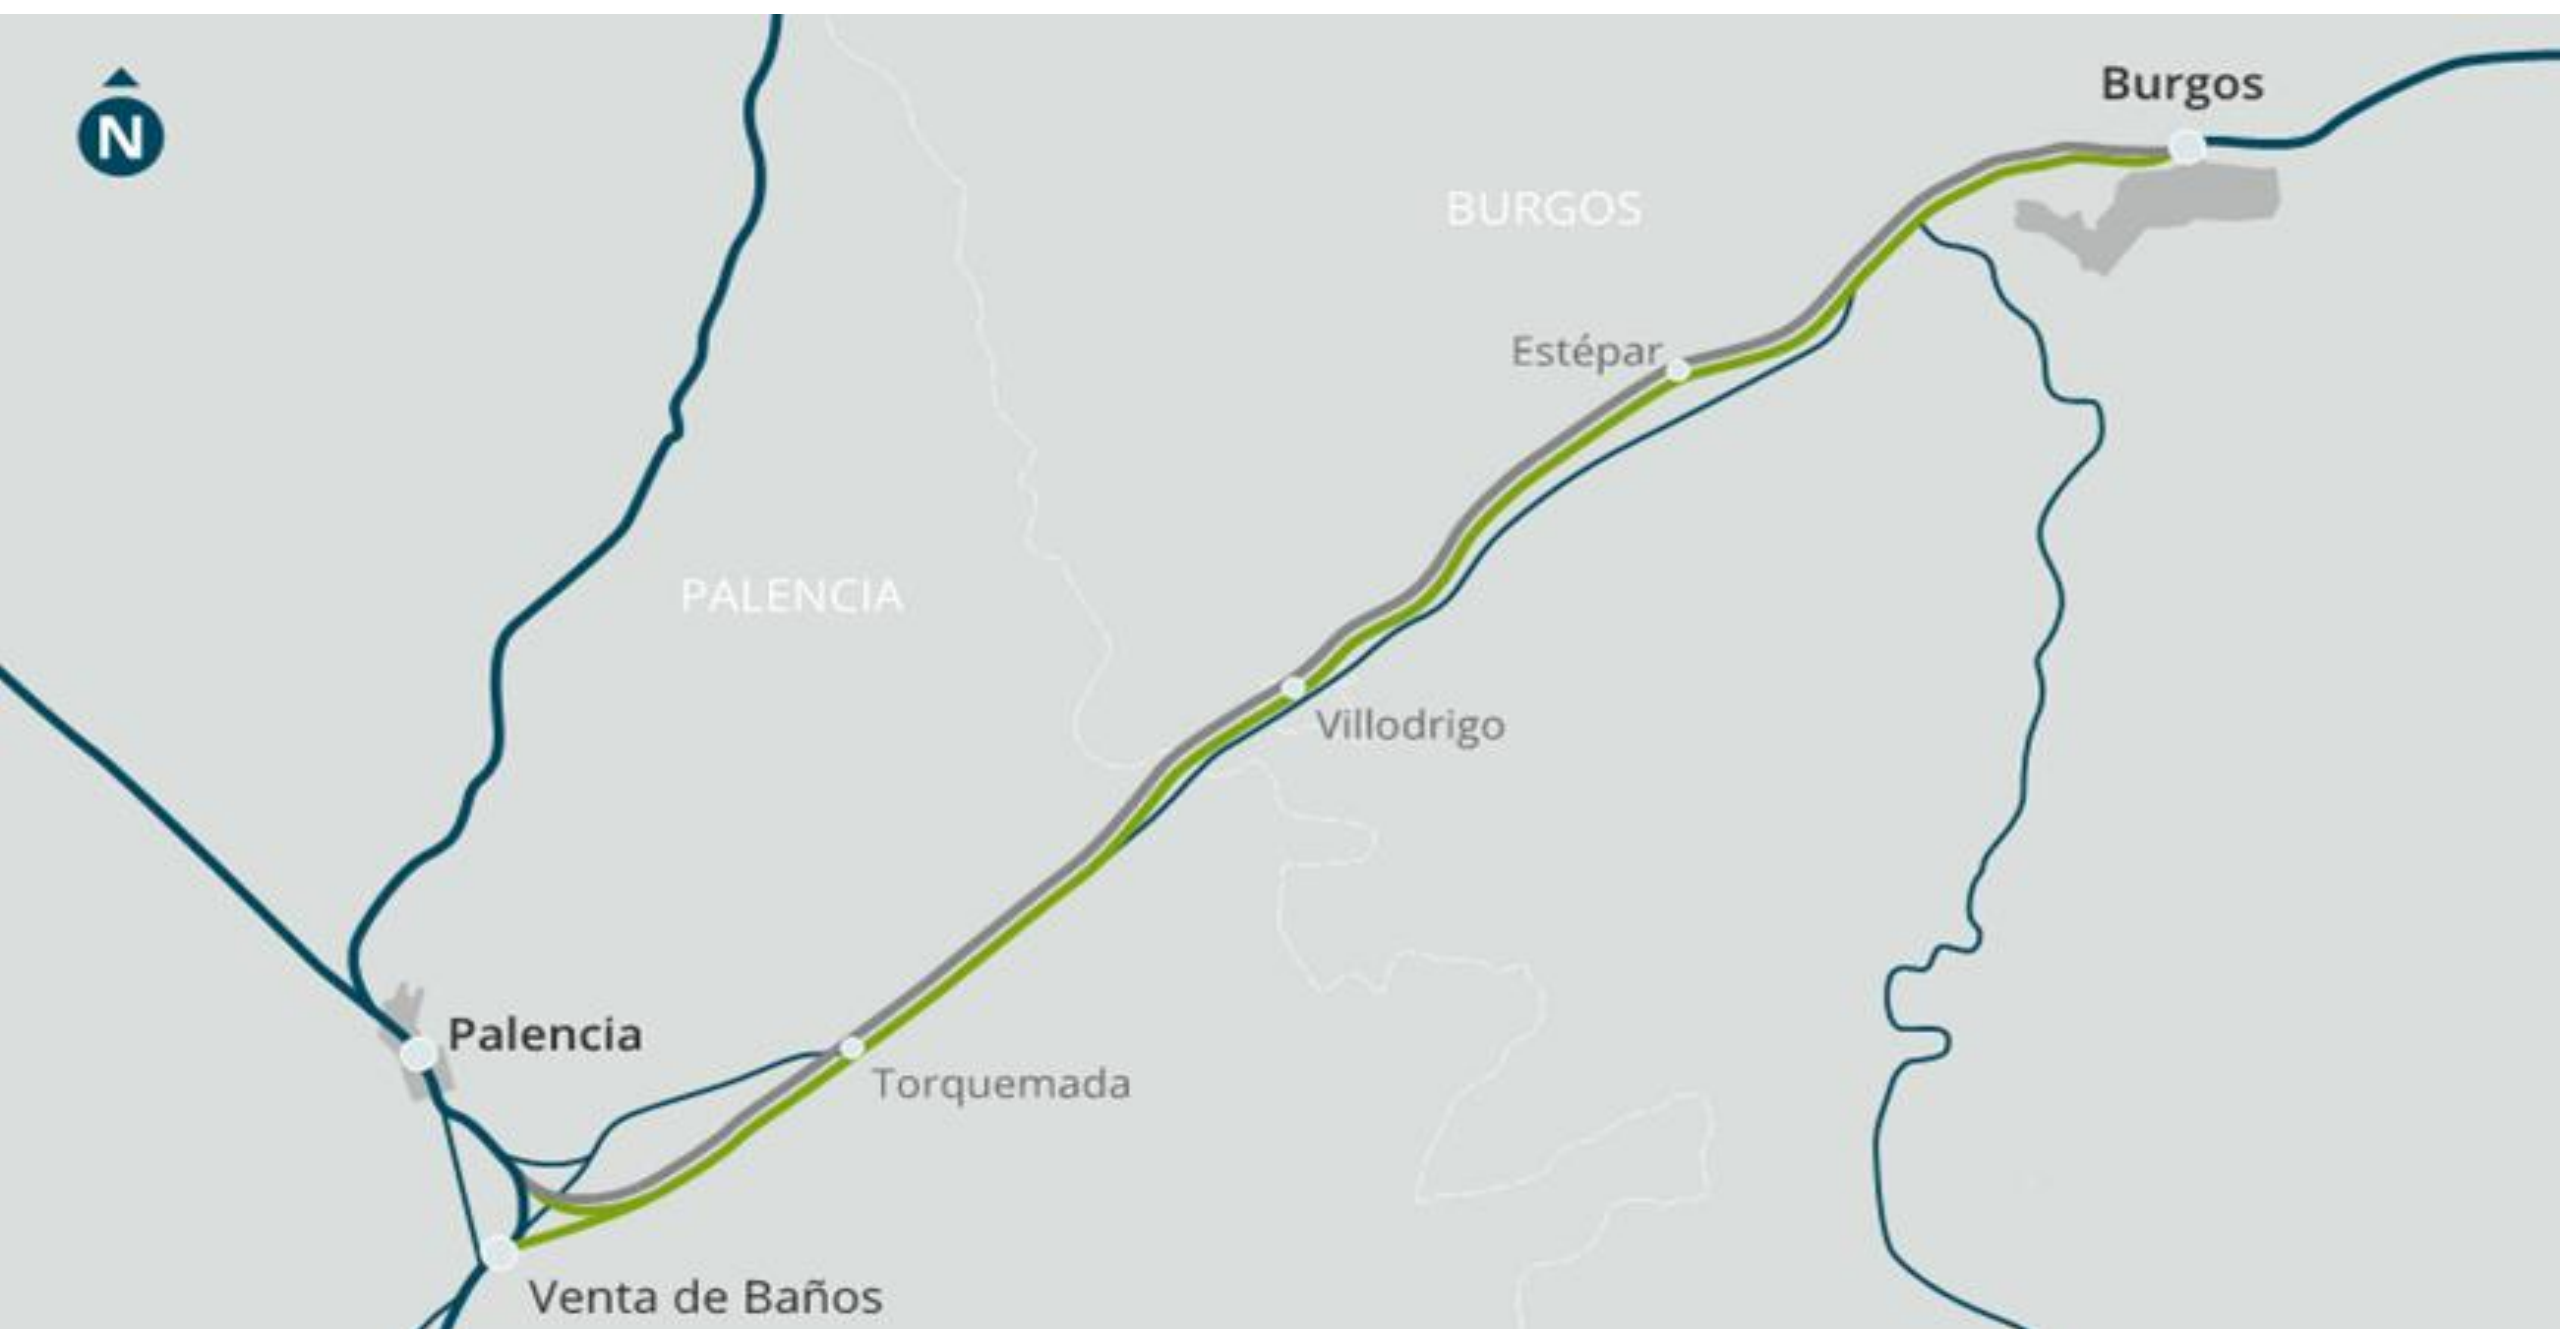 N
Burgos
BURGOS
Estépar
PALENCIA
Villodrigo
Palencia
Torquemada
Venta de Baños